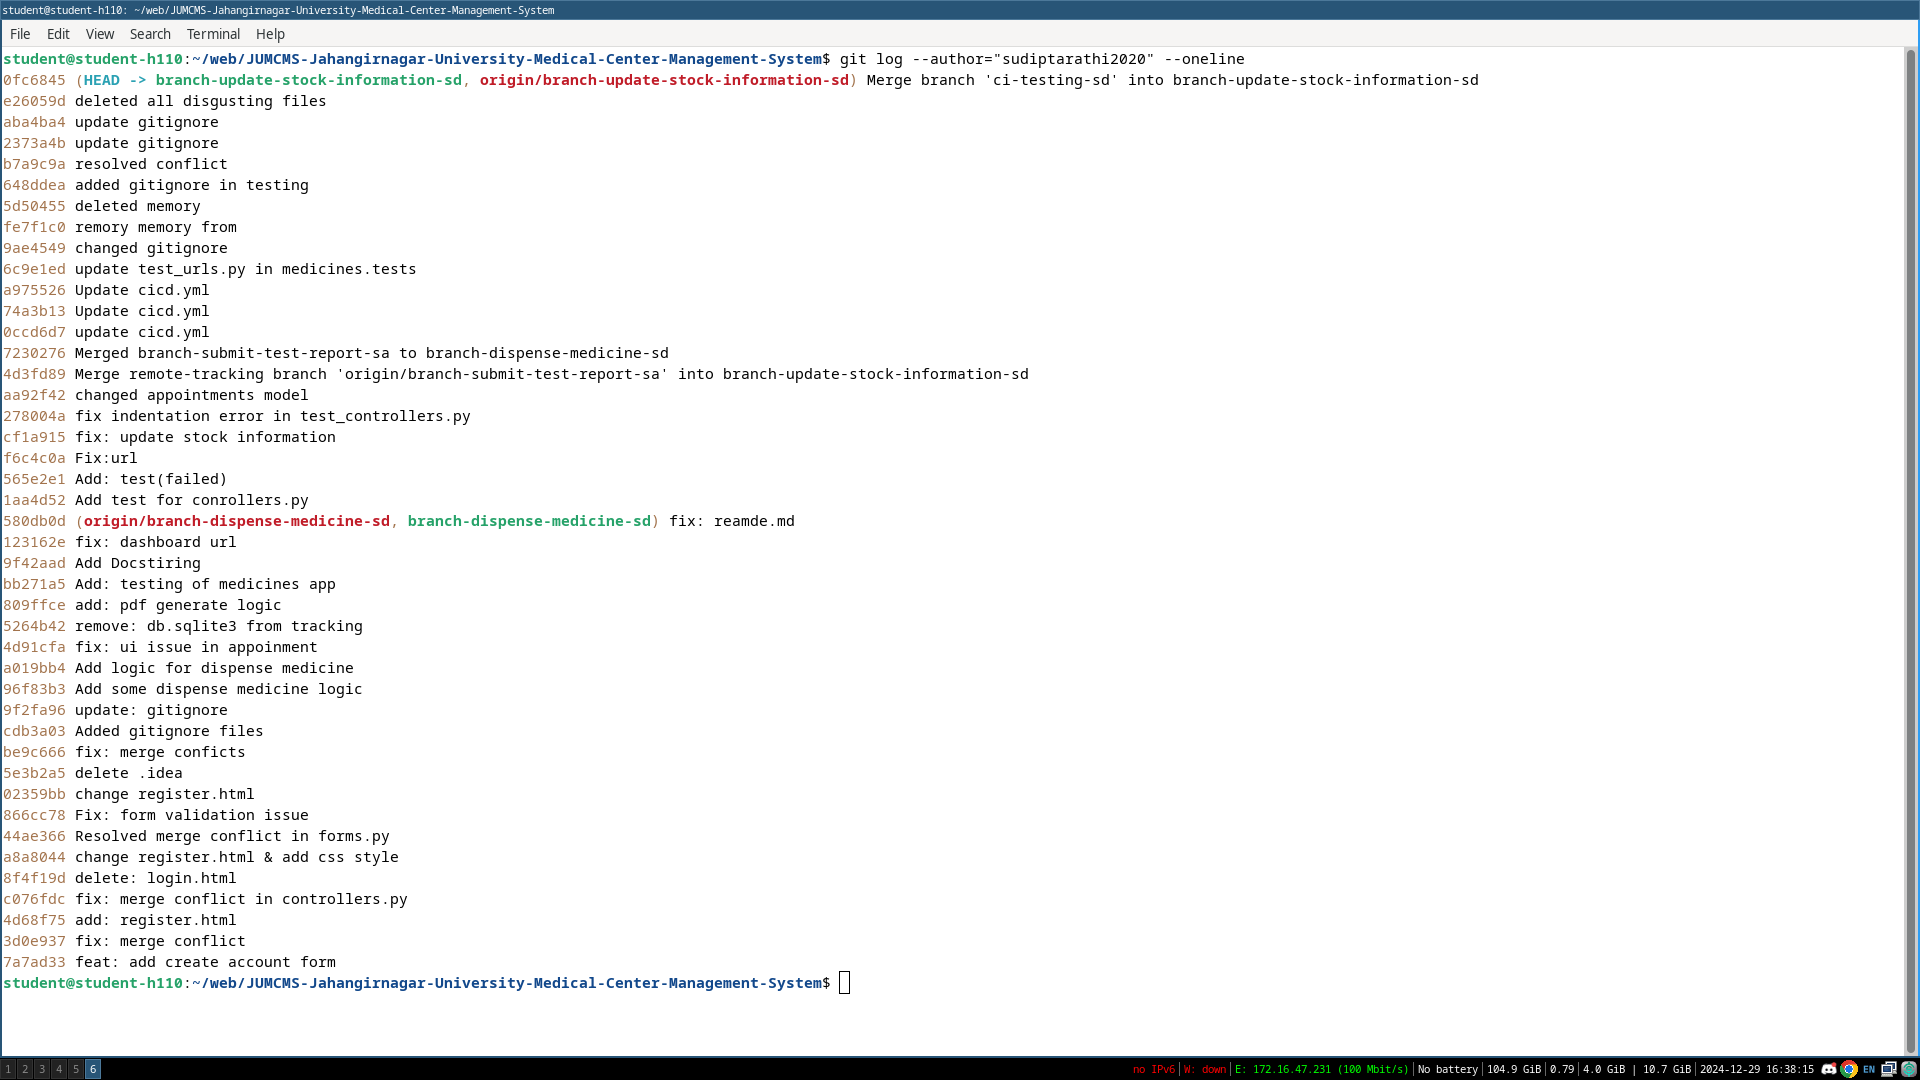 student@student-h110: ~/web/JUMCMS-Jahangirnagar-University-Medical-Center-Management-System
File Edit View Search Terminal Help
student@student-h110:~/web/JUMCMS-Jahangirnagar-University-Medical-Center-Management-System$ git log --author="sudiptarathi2020" --oneline
0fc6845 (HEAD -> branch-update-stock-information-sd, origin/branch-update-stock-information-sd) Merge branch 'ci-testing-sd' into branch-update-stock-information-sd
e26059d deleted all disgusting files
aba4ba4 update gitignore
2373a4b update gitignore
b7a9c9a resolved conflict
648ddea added gitignore in testing
5d50455 deleted memory
fe7f1c0 remory memory from
9ae4549 changed gitignore
6c9e1ed update test_urls.py in medicines.tests
a975526 Update cicd.yml
74a3b13 Update cicd.yml
0ccd6d7 update cicd.yml
7230276 Merged branch-submit-test-report-sa to branch-dispense-medicine-sd
4d3fd89 Merge remote-tracking branch 'origin/branch-submit-test-report-sa' into branch-update-stock-information-sd
aa92f42 changed appointments model
278004a fix indentation error in test_controllers.py
cf1a915 fix: update stock information
f6c4c0a Fix:url
565e2e1 Add: test(failed)
1aa4d52 Add test for conrollers.py
580db0d (origin/branch-dispense-medicine-sd, branch-dispense-medicine-sd) fix: reamde.md
123162e fix: dashboard url
9f42aad Add Docstiring
bb271a5 Add: testing of medicines app
809ffce add: pdf generate logic
5264b42 remove: db.sqlite3 from tracking
4d91cfa fix: ui issue in appoinment
a019bb4 Add logic for dispense medicine
96f83b3 Add some dispense medicine logic
9f2fa96 update: gitignore
cdb3a03 Added gitignore files
be9c666 fix: merge conficts
5e3b2a5 delete .idea
02359bb change register.html
866cc78 Fix: form validation issue
44ae366 Resolved merge conflict in forms.py
a8a8044 change register.html & add css style
8f4f19d delete: login.html
c076fdc fix: merge conflict in controllers.py
4d68f75 add: register.html
3d0e937 fix: merge conflict
7a7ad33 feat: add create account form
student@student-h110:~/web/JUMCMS-Jahangirnagar-University-Medical-Center-Management-System$
1 2 3 4 5 6 no IPv6|W: down|E: 172.16.47.231 (100 Mbit/s)|No battery|104.9 GiB|0.79|4.0 GiB | 10.7 GiB|2024-12-29 16:38:15 EN